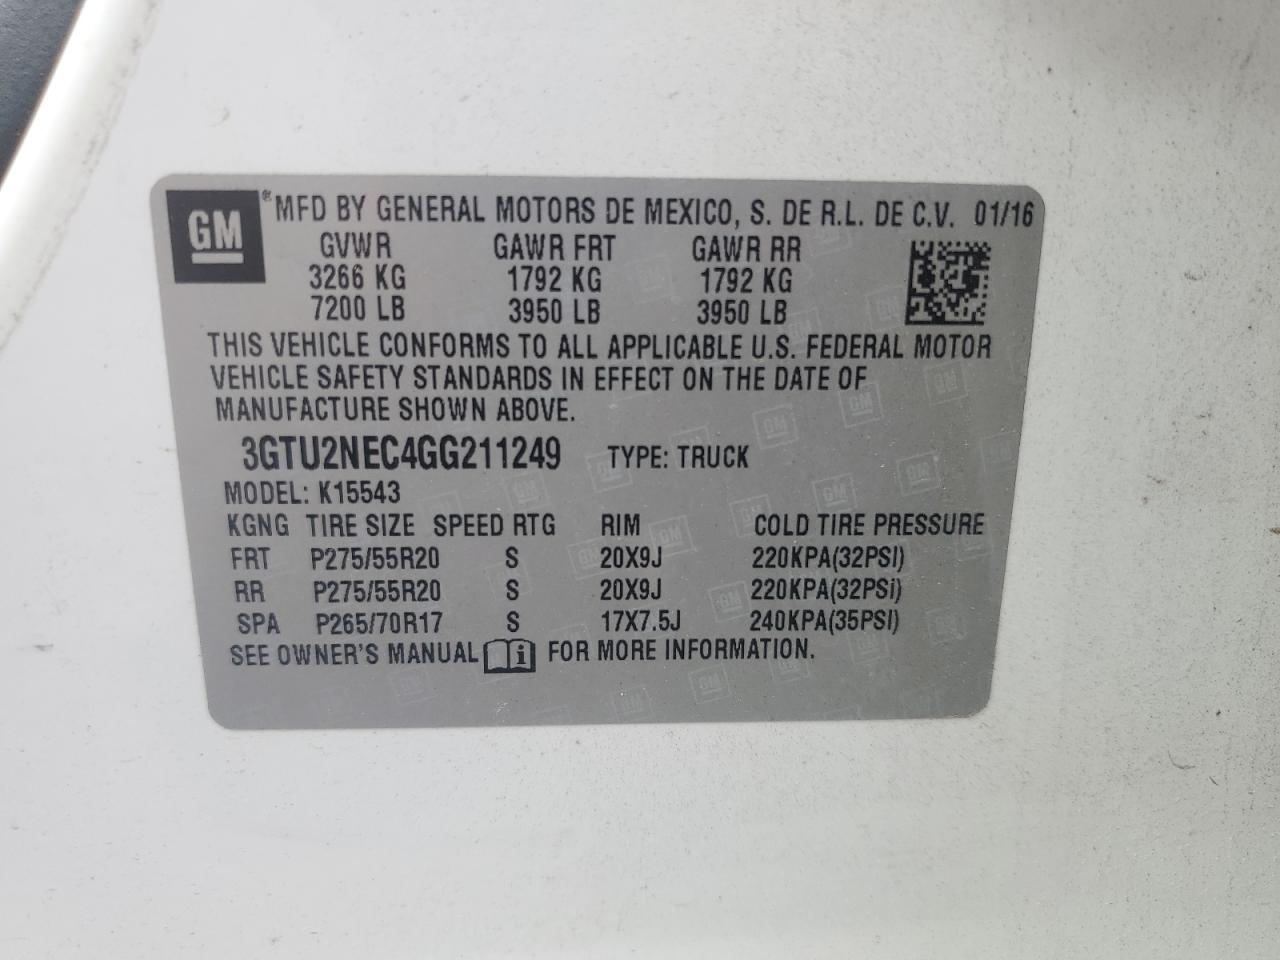 GM ® MFD BY GENERAL MOTORS DE MEXICO, S. DE R.L. DE C.V. 01/16
GVWR GAWR FRT GAWR RR
3266 KG 1792 KG 1792 KG
7200 LB 3950 LB 3950 LB
THIS VEHICLE CONFORMS TO ALL APPLICABLE U.S. FEDERAL MOTOR
VEHICLE SAFETY STANDARDS IN EFFECT ON THE DATE OF
MANUFACTURE SHOWN ABOVE.
3GTU2NEC4GG211249 TYPE: TRUCK
MODEL: K15543
KGNG TIRE SIZE SPEED RTG RIM COLD TIRE PRESSURE
FRT P275/55R20 S 20X9J 220KPA(32PSI)
RR P275/55R20 S 20X9J 220KPA(32PSi)
SPA P265/70R17 S 17X7.5J 240KPA(35PSI)
SEE OWNER'S MANUAL i FOR MORE INFORMATION.